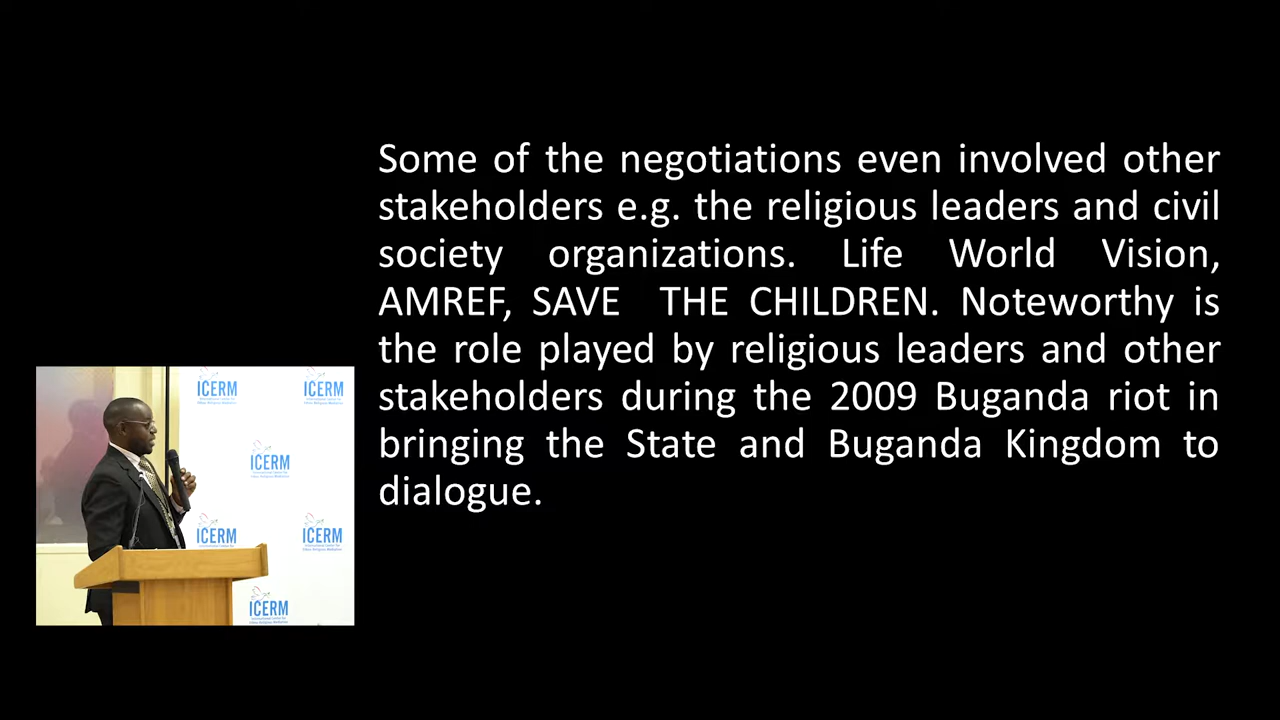 Some of the negotiations even involved other
stakeholders e.g. the religious leaders and civil
society organizations. Life World Vision,
AMREF, SAVE THE CHILDREN. Noteworthy is
the role played by religious leaders and other
stakeholders during the 2009 Buganda riot in
bringing the State and Buganda Kingdom to
dialogue.
ICERM
ICERM
ICERM
ICERM
ICERM
ICERM